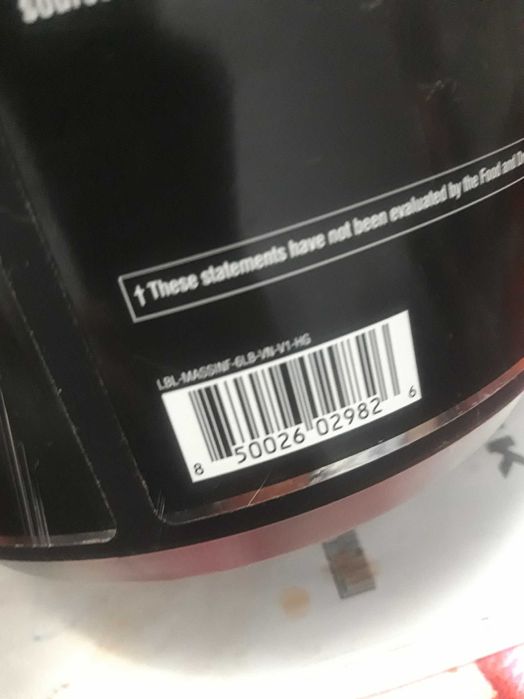 † These statements have not been evaluated by the Food and
LBL-MASSINF-6LB-VN-V1-HG
8 50026 02982 6